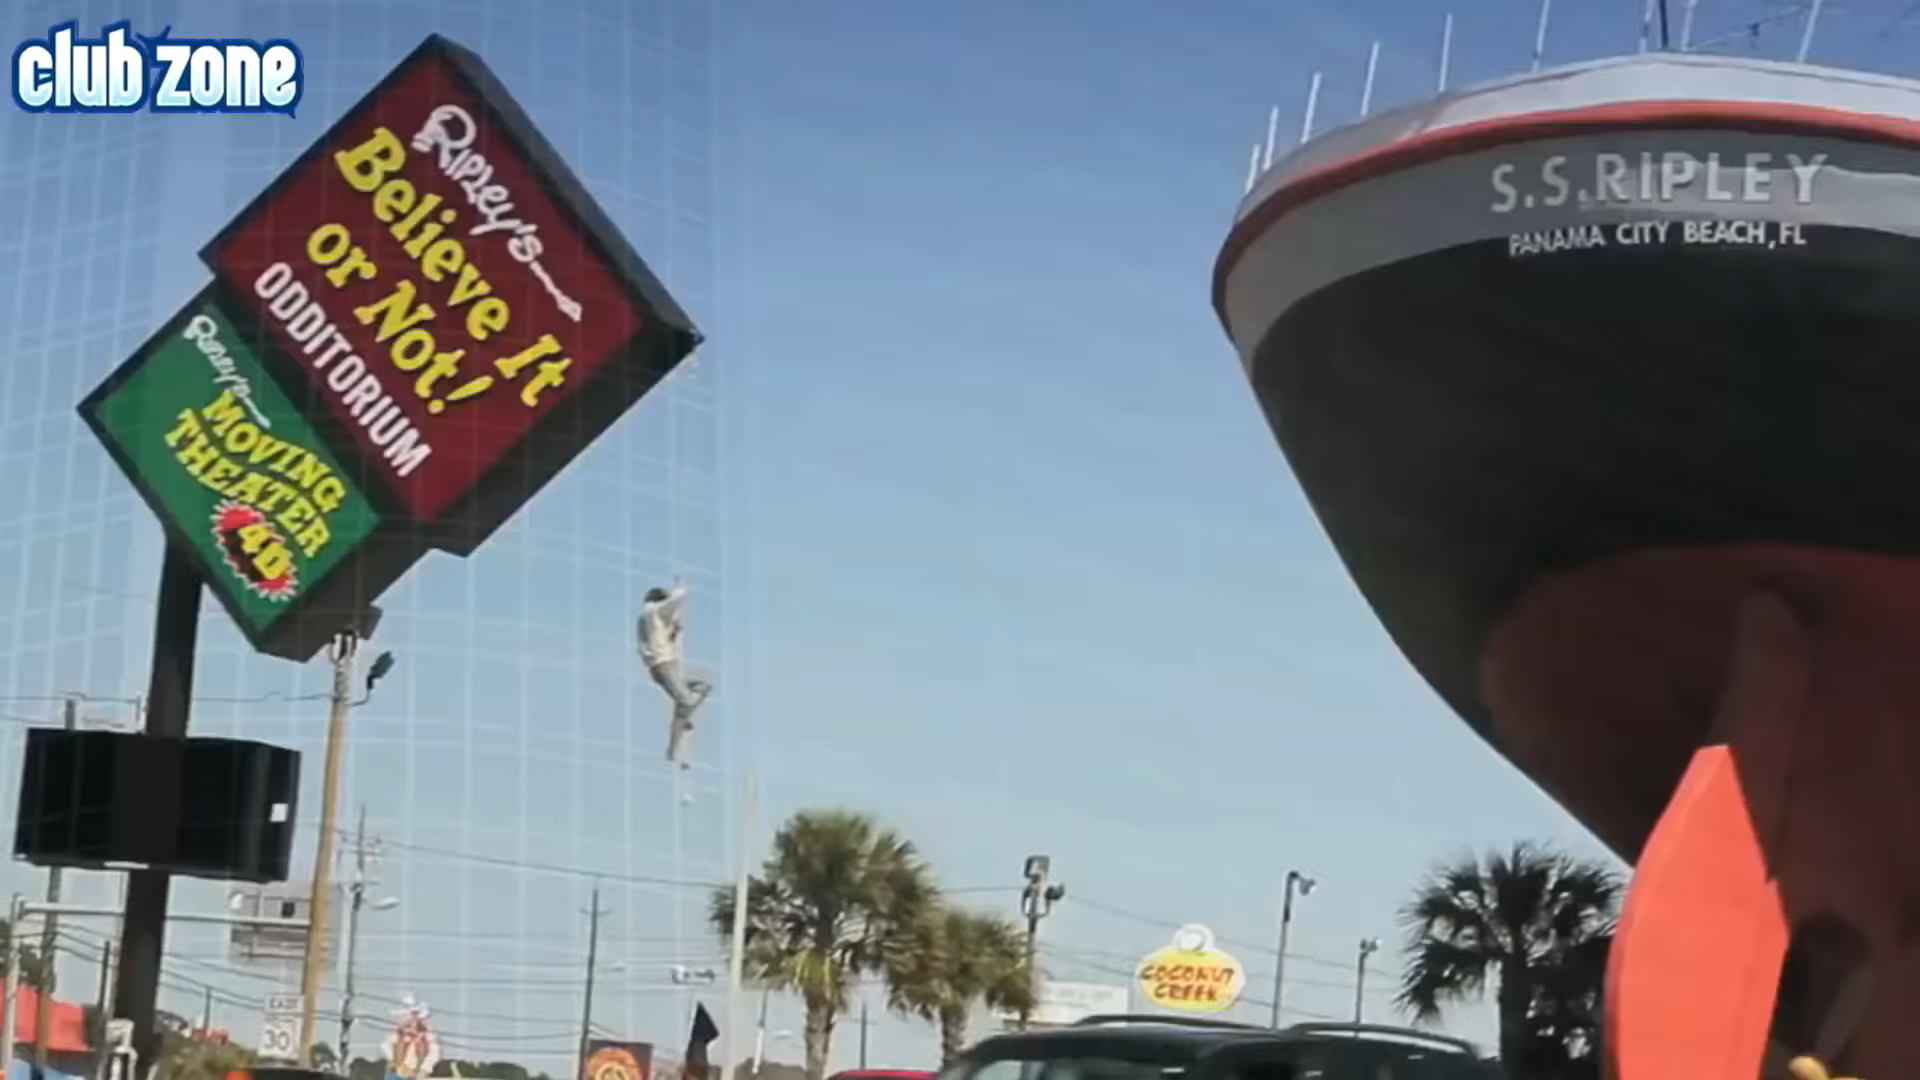 club zone
Ripley's
Believe It
or Not!
ODDITORIUM
Ripley's
MOVING
THEATER
4D
S.S.RIPLEY
PANAMA CITY BEACH, FL
COCONUT
CREEK
EAST
30